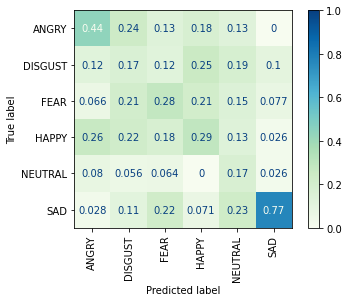 True label
ANGRY 0.44 0.24 0.13 0.18 0.13 0
DISGUST 0.12 0.17 0.12 0.25 0.19 0.1
FEAR 0.066 0.21 0.28 0.21 0.15 0.077
HAPPY 0.26 0.22 0.18 0.29 0.13 0.026
NEUTRAL 0.08 0.056 0.064 0 0.17 0.026
SAD 0.028 0.11 0.22 0.071 0.23 0.77
ANGRY DISGUST FEAR HAPPY NEUTRAL SAD
Predicted label
1.0
0.8
0.6
0.4
0.2
0.0